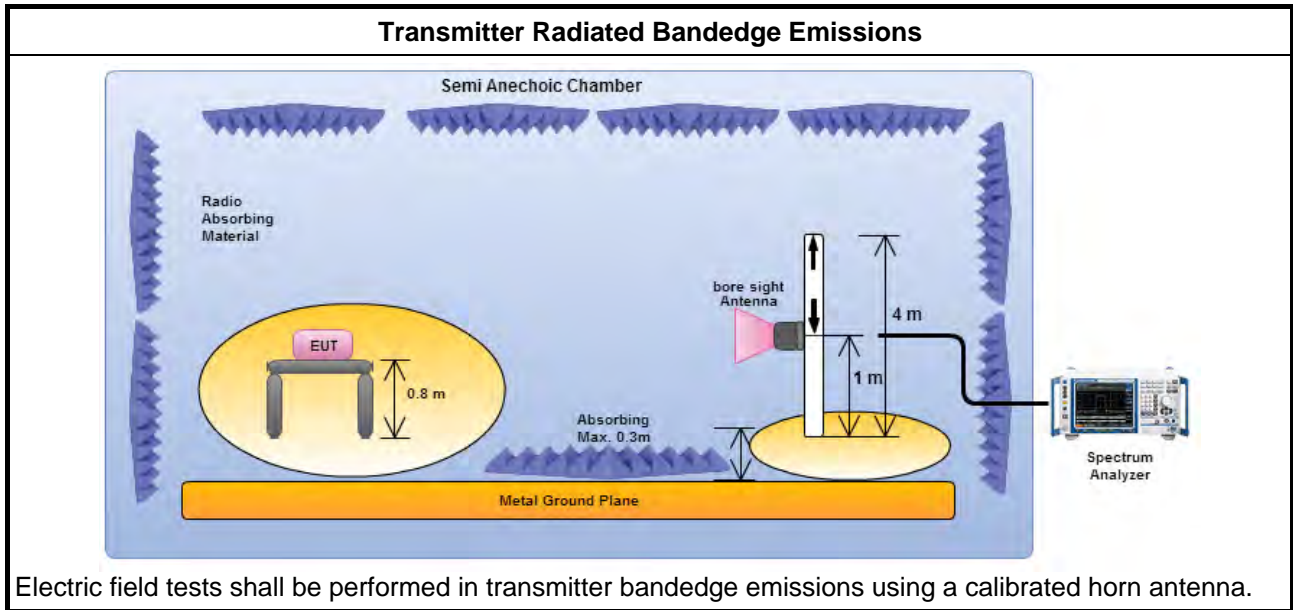 Transmitter Radiated Bandedge Emissions
Semi Anechoic Chamber
Radio
Absorbing
Material
bore sight
Antenna
4 m
EUT
1 m
0.8 m
Absorbing
Max. 0.3m
Spectrum
Analyzer
Metal Ground Plane
Electric field tests shall be performed in transmitter bandedge emissions using a calibrated horn antenna.